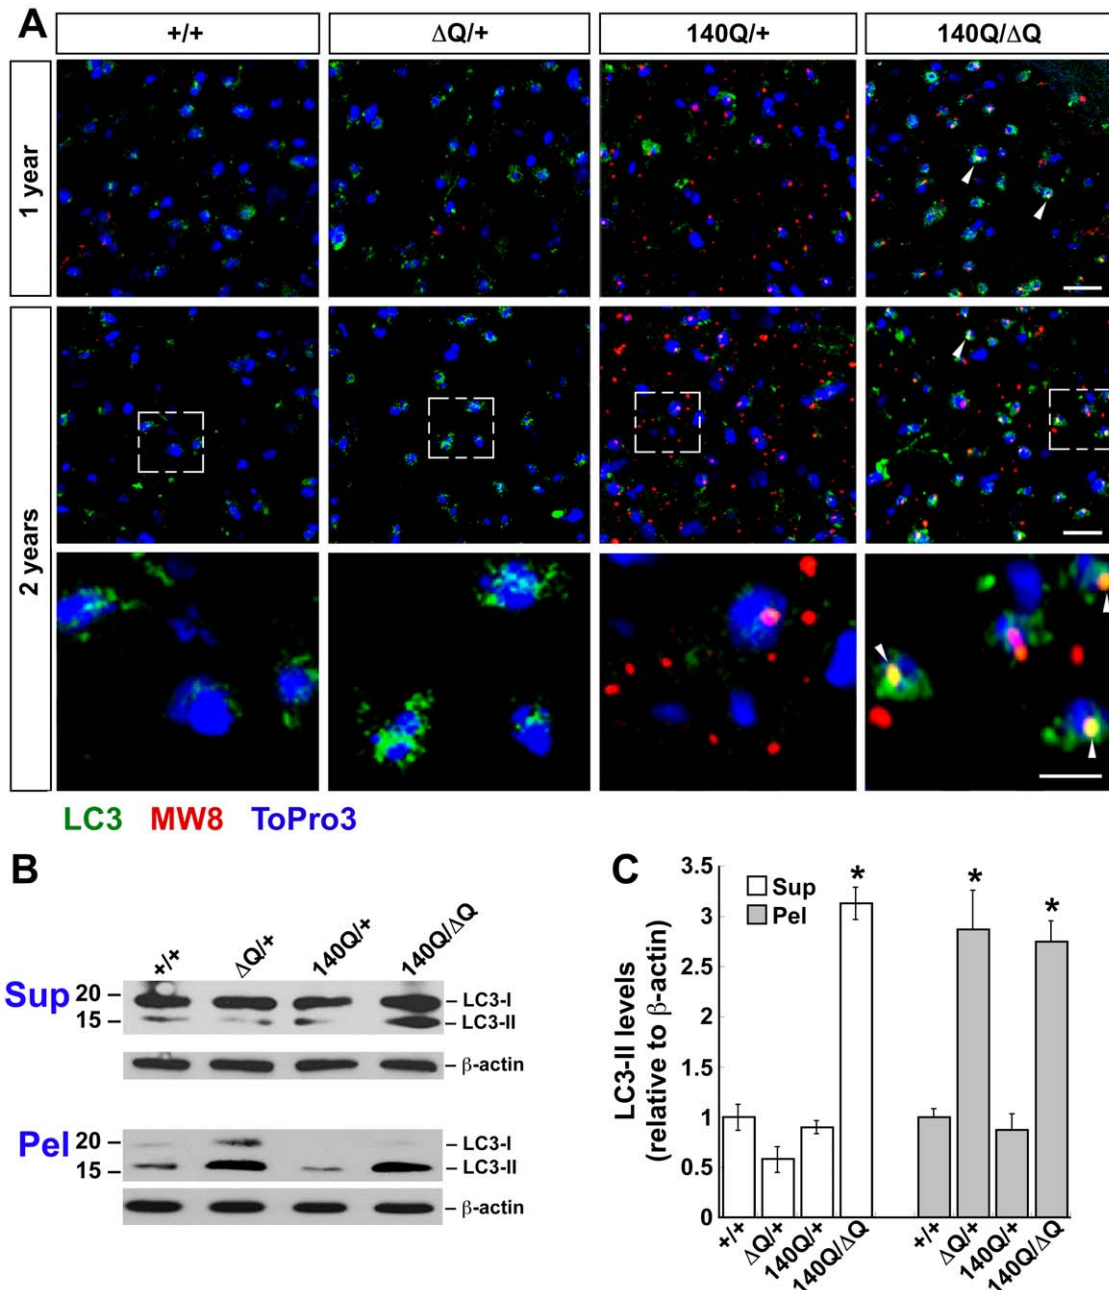 A
+/+ ΔQ/+ 140Q/+ 140Q/ΔQ
1 year
2 years
LC3 MW8 ToPro3
B
+/+ ΔQ/+ 140Q/+ 140Q/ΔQ
Sup
20
15
LC3-I
LC3-II
β-actin
Pel
20
15
LC3-I
LC3-II
β-actin
C
LC3-II levels
(relative to β-actin)
3.5
3
2.5
2
1.5
1
0.5
0
Sup
Pel
* * *
+/+ ΔQ/+ 140Q/+ 140Q/ΔQ +/+ ΔQ/+ 140Q/+ 140Q/ΔQ